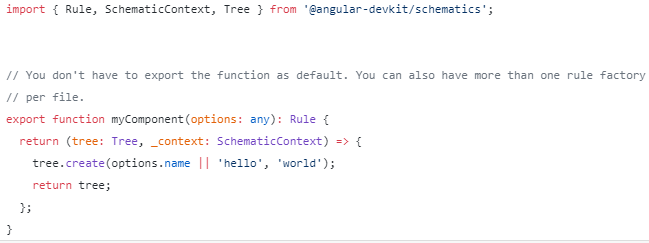 import { Rule, SchematicContext, Tree } from '@angular-devkit/schematics';
// You don't have to export the function as default. You can also have more than one rule factory
// per file.
export function myComponent(options: any): Rule {
  return (tree: Tree, _context: SchematicContext) => {
    tree.create(options.name || 'hello', 'world');
    return tree;
  };
}